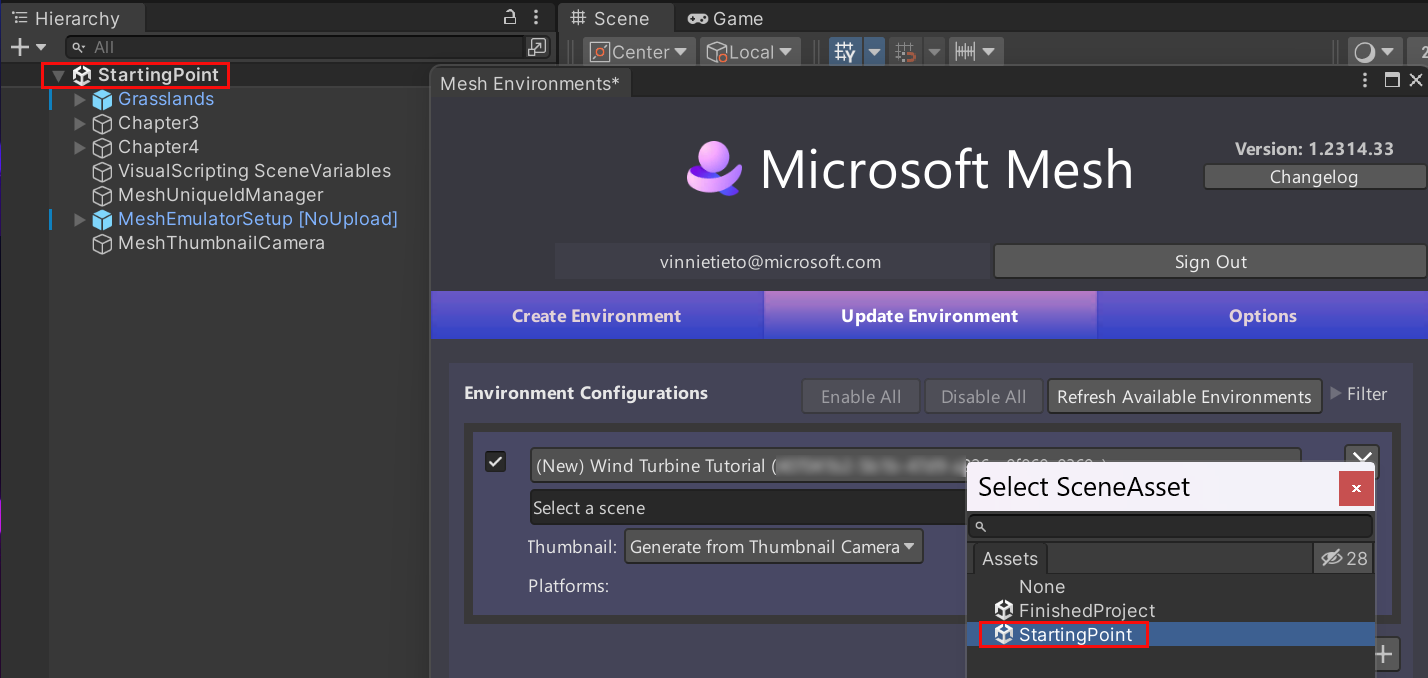 Hierarchy
All
StartingPoint
Grasslands
Chapter3
Chapter4
VisualScripting SceneVariables
MeshUniqueIdManager
MeshEmulatorSetup [NoUpload]
MeshThumbnailCamera
Scene Game
Center Local 2
Mesh Environments*
Microsoft Mesh
Version: 1.2314.33
Changelog
vinnietieto@microsoft.com Sign Out
Create Environment Update Environment Options
Environment Configurations Enable All Disable All Refresh Available Environments Filter
(New) Wind Turbine Tutorial (
Select a scene
Thumbnail: Generate from Thumbnail Camera
Platforms:
Select SceneAsset
Assets 28
None
FinishedProject
StartingPoint